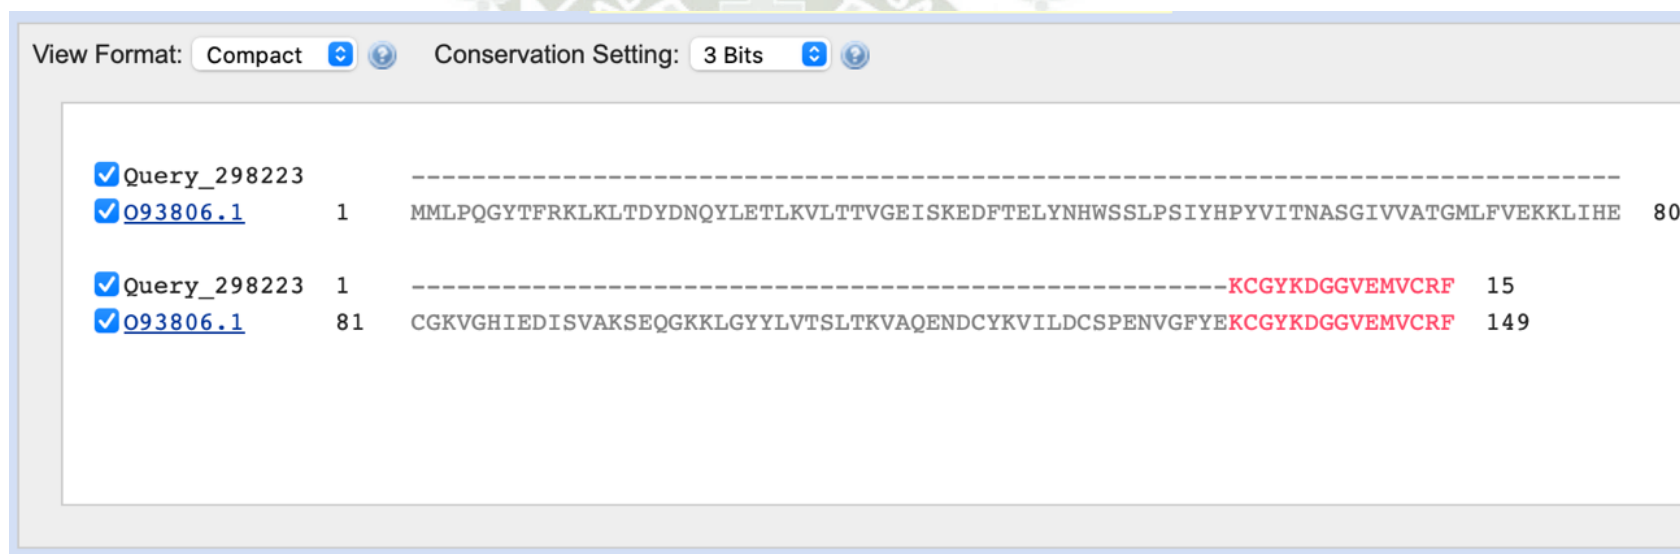 View Format: Compact Conservation Setting: 3 Bits
Query_298223 --------------------------------------------------------------------------------
O93806.1 1 MMLPQGYTFRKLKLTDYDNQYLETLKVLTTVGEISKEDFTELYNHWSSLPSIYHPYVITNASGIVVATGMLFVEKKLIHE 80
Query_298223 1 ------------------------------------------------------KCGYKDGGVEMVCRF 15
O93806.1 81 CGKVGHIEDISVAKSEQGKKLGYYLVTSLTKVAQENDCYKVILDCSPENVGFYEKCGYKDGGVEMVCRF 149